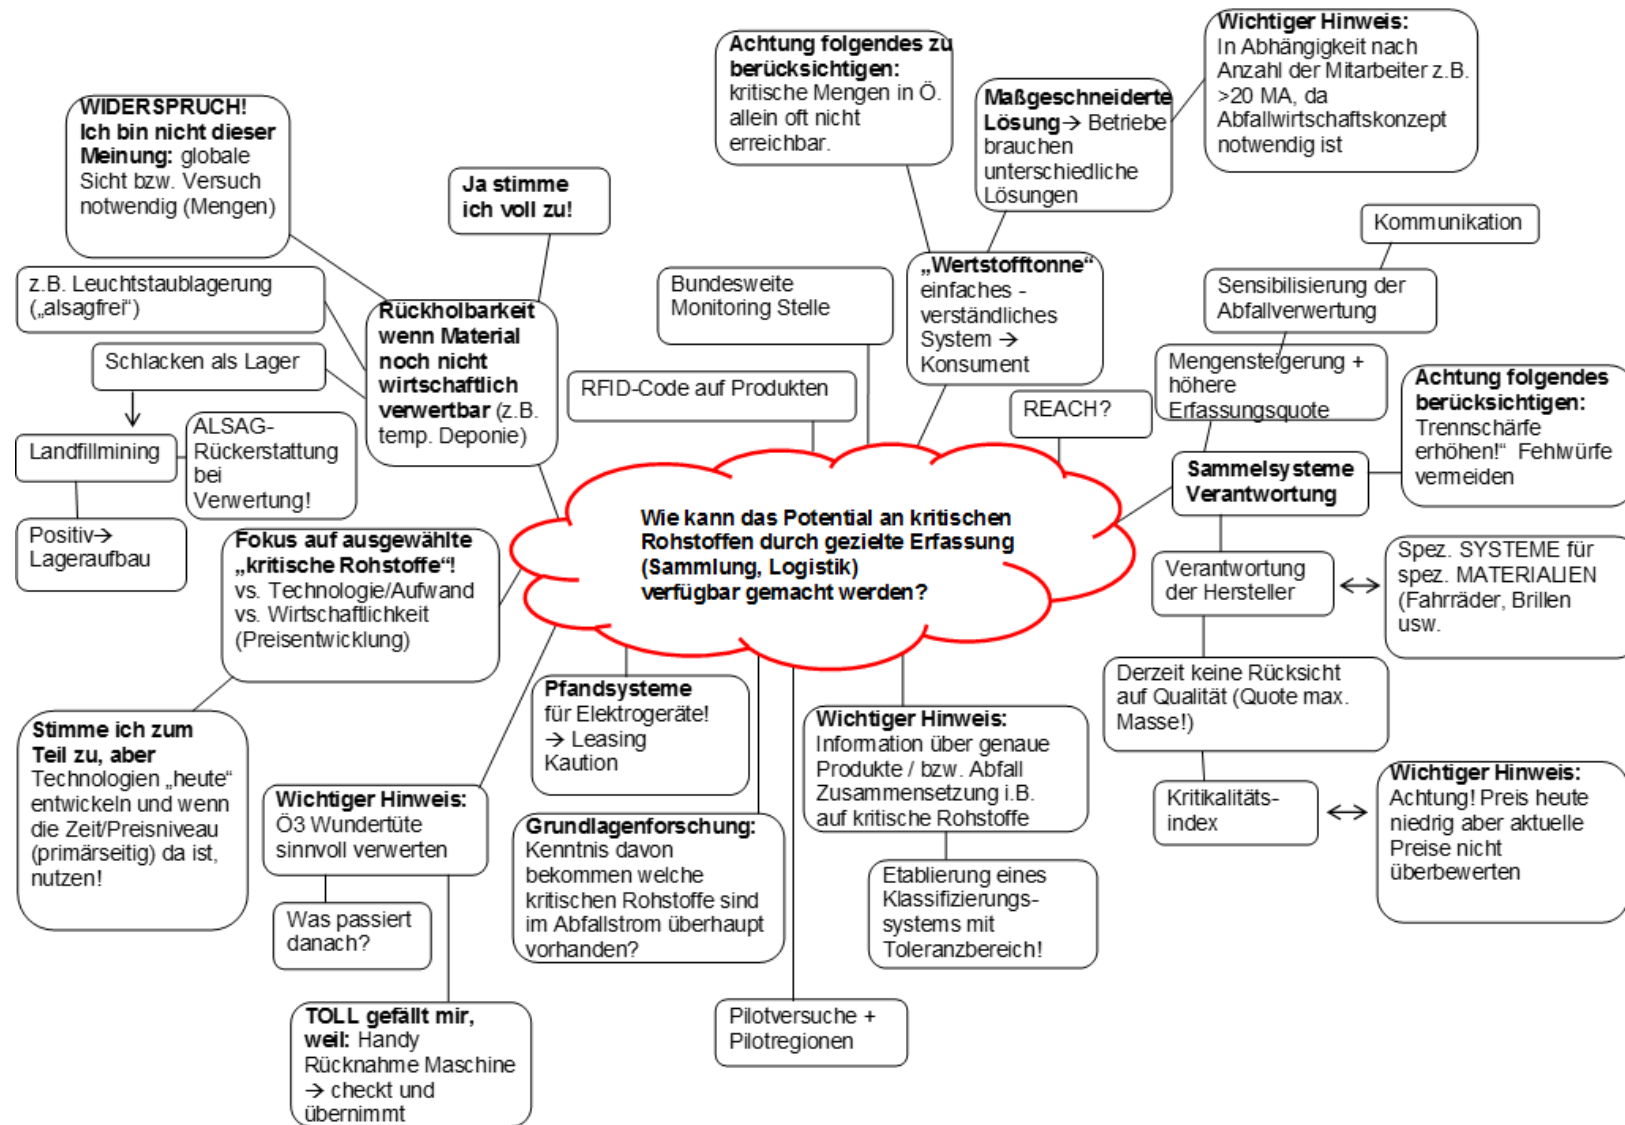 WIDERSPRUCH!
Ich bin nicht dieser
Meinung: globale
Sicht bzw. Versuch
notwendig (Mengen)
Ja stimme
ich voll zu!
Achtung folgendes zu
berücksichtigen:
kritische Mengen in Ö.
allein oft nicht
erreichbar.
Maßgeschneiderte
Lösung→ Betriebe
brauchen
unterschiedliche
Lösungen
Wichtiger Hinweis:
In Abhängigkeit nach
Anzahl der Mitarbeiter z.B.
>20 MA, da
Abfallwirtschaftskonzept
notwendig ist
Kommunikation
z.B. Leuchtstaublagerung
(„alsagfrei“)
Schlacken als Lager
Rückholbarkeit
wenn Material
noch nicht
wirtschaftlich
verwertbar (z.B.
temp. Deponie)
Bundesweite
Monitoring Stelle
„Wertstofftonne“
einfaches -
verständliches
System →
Konsument
Sensibilisierung der
Abfallverwertung
RFID-Code auf Produkten
REACH?
Mengensteigerung +
höhere
Erfassungsquote
Achtung folgendes
berücksichtigen:
Trennschärfe
erhöhen!“ Fehlwürfe
vermeiden
Landfillmining
ALSAG-
Rückerstattung
bei
Verwertung!
Positiv→
Lageraufbau
Sammelsysteme
Verantwortung
Fokus auf ausgewählte
„kritische Rohstoffe“!
vs. Technologie/Aufwand
vs. Wirtschaftlichkeit
(Preisentwicklung)
Wie kann das Potential an kritischen
Rohstoffen durch gezielte Erfassung
(Sammlung, Logistik)
verfügbar gemacht werden?
Verantwortung
der Hersteller
Spez. SYSTEME für
spez. MATERIALIEN
(Fahrräder, Brillen
usw.
Derzeit keine Rücksicht
auf Qualität (Quote max.
Masse!)
Stimme ich zum
Teil zu, aber
Technologien „heute“
entwickeln und wenn
die Zeit/Preisniveau
(primärseitig) da ist,
nutzen!
Pfandsysteme
für Elektrogeräte!
→ Leasing
Kaution
Wichtiger Hinweis:
Information über genaue
Produkte / bzw. Abfall
Zusammensetzung i.B.
auf kritische Rohstoffe
Kritikalitäts-
index
Wichtiger Hinweis:
Achtung! Preis heute
niedrig aber aktuelle
Preise nicht
überbewerten
Wichtiger Hinweis:
Ö3 Wundertüte
sinnvoll verwerten
Grundlagenforschung:
Kenntnis davon
bekommen welche
kritischen Rohstoffe sind
im Abfallstrom überhaupt
vorhanden?
Etablierung eines
Klassifizierungs-
systems mit
Toleranzbereich!
Was passiert
danach?
TOLL gefällt mir,
weil: Handy
Rücknahme Maschine
→ checkt und
übernimmt
Pilotversuche +
Pilotregionen